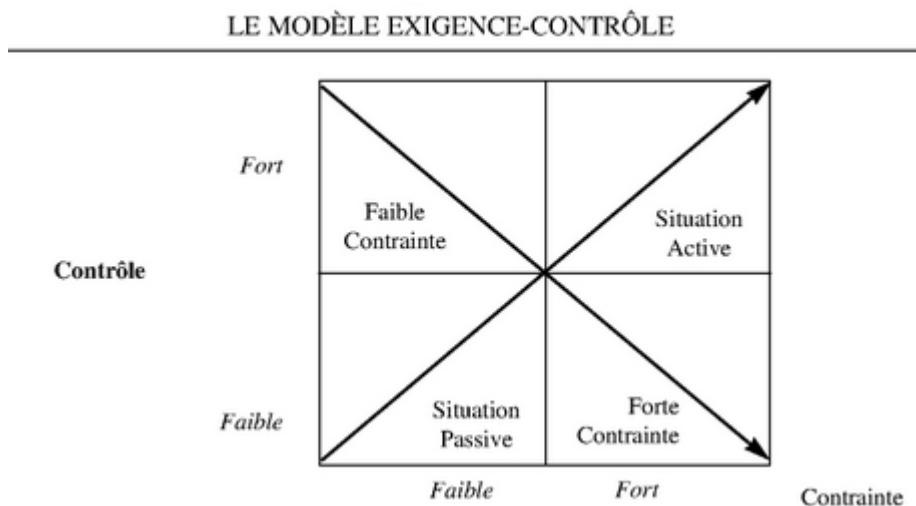 LE MODÈLE EXIGENCE-CONTRÔLE
Fort
Faible
Contrainte
Situation
Active
Contrôle
Faible
Situation
Passive
Forte
Contrainte
Faible
Fort
Contrainte